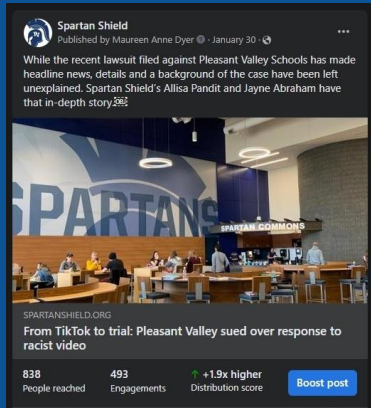 Spartan Shield
Published by Maureen Anne Dyer · January 30 ·
While the recent lawsuit filed against Pleasant Valley Schools has made
headline news, details and a background of the case have been left
unexplained. Spartan Shield's Allisa Pandit and Jayne Abraham have
that in-depth story.
SPARTANS
SPARTAN COMMONS
SPARTANSHIELD.ORG
From TikTok to trial: Pleasant Valley sued over response to
racist video
838
People reached
493
Engagements
↑ +1.9x higher
Distribution score
Boost post